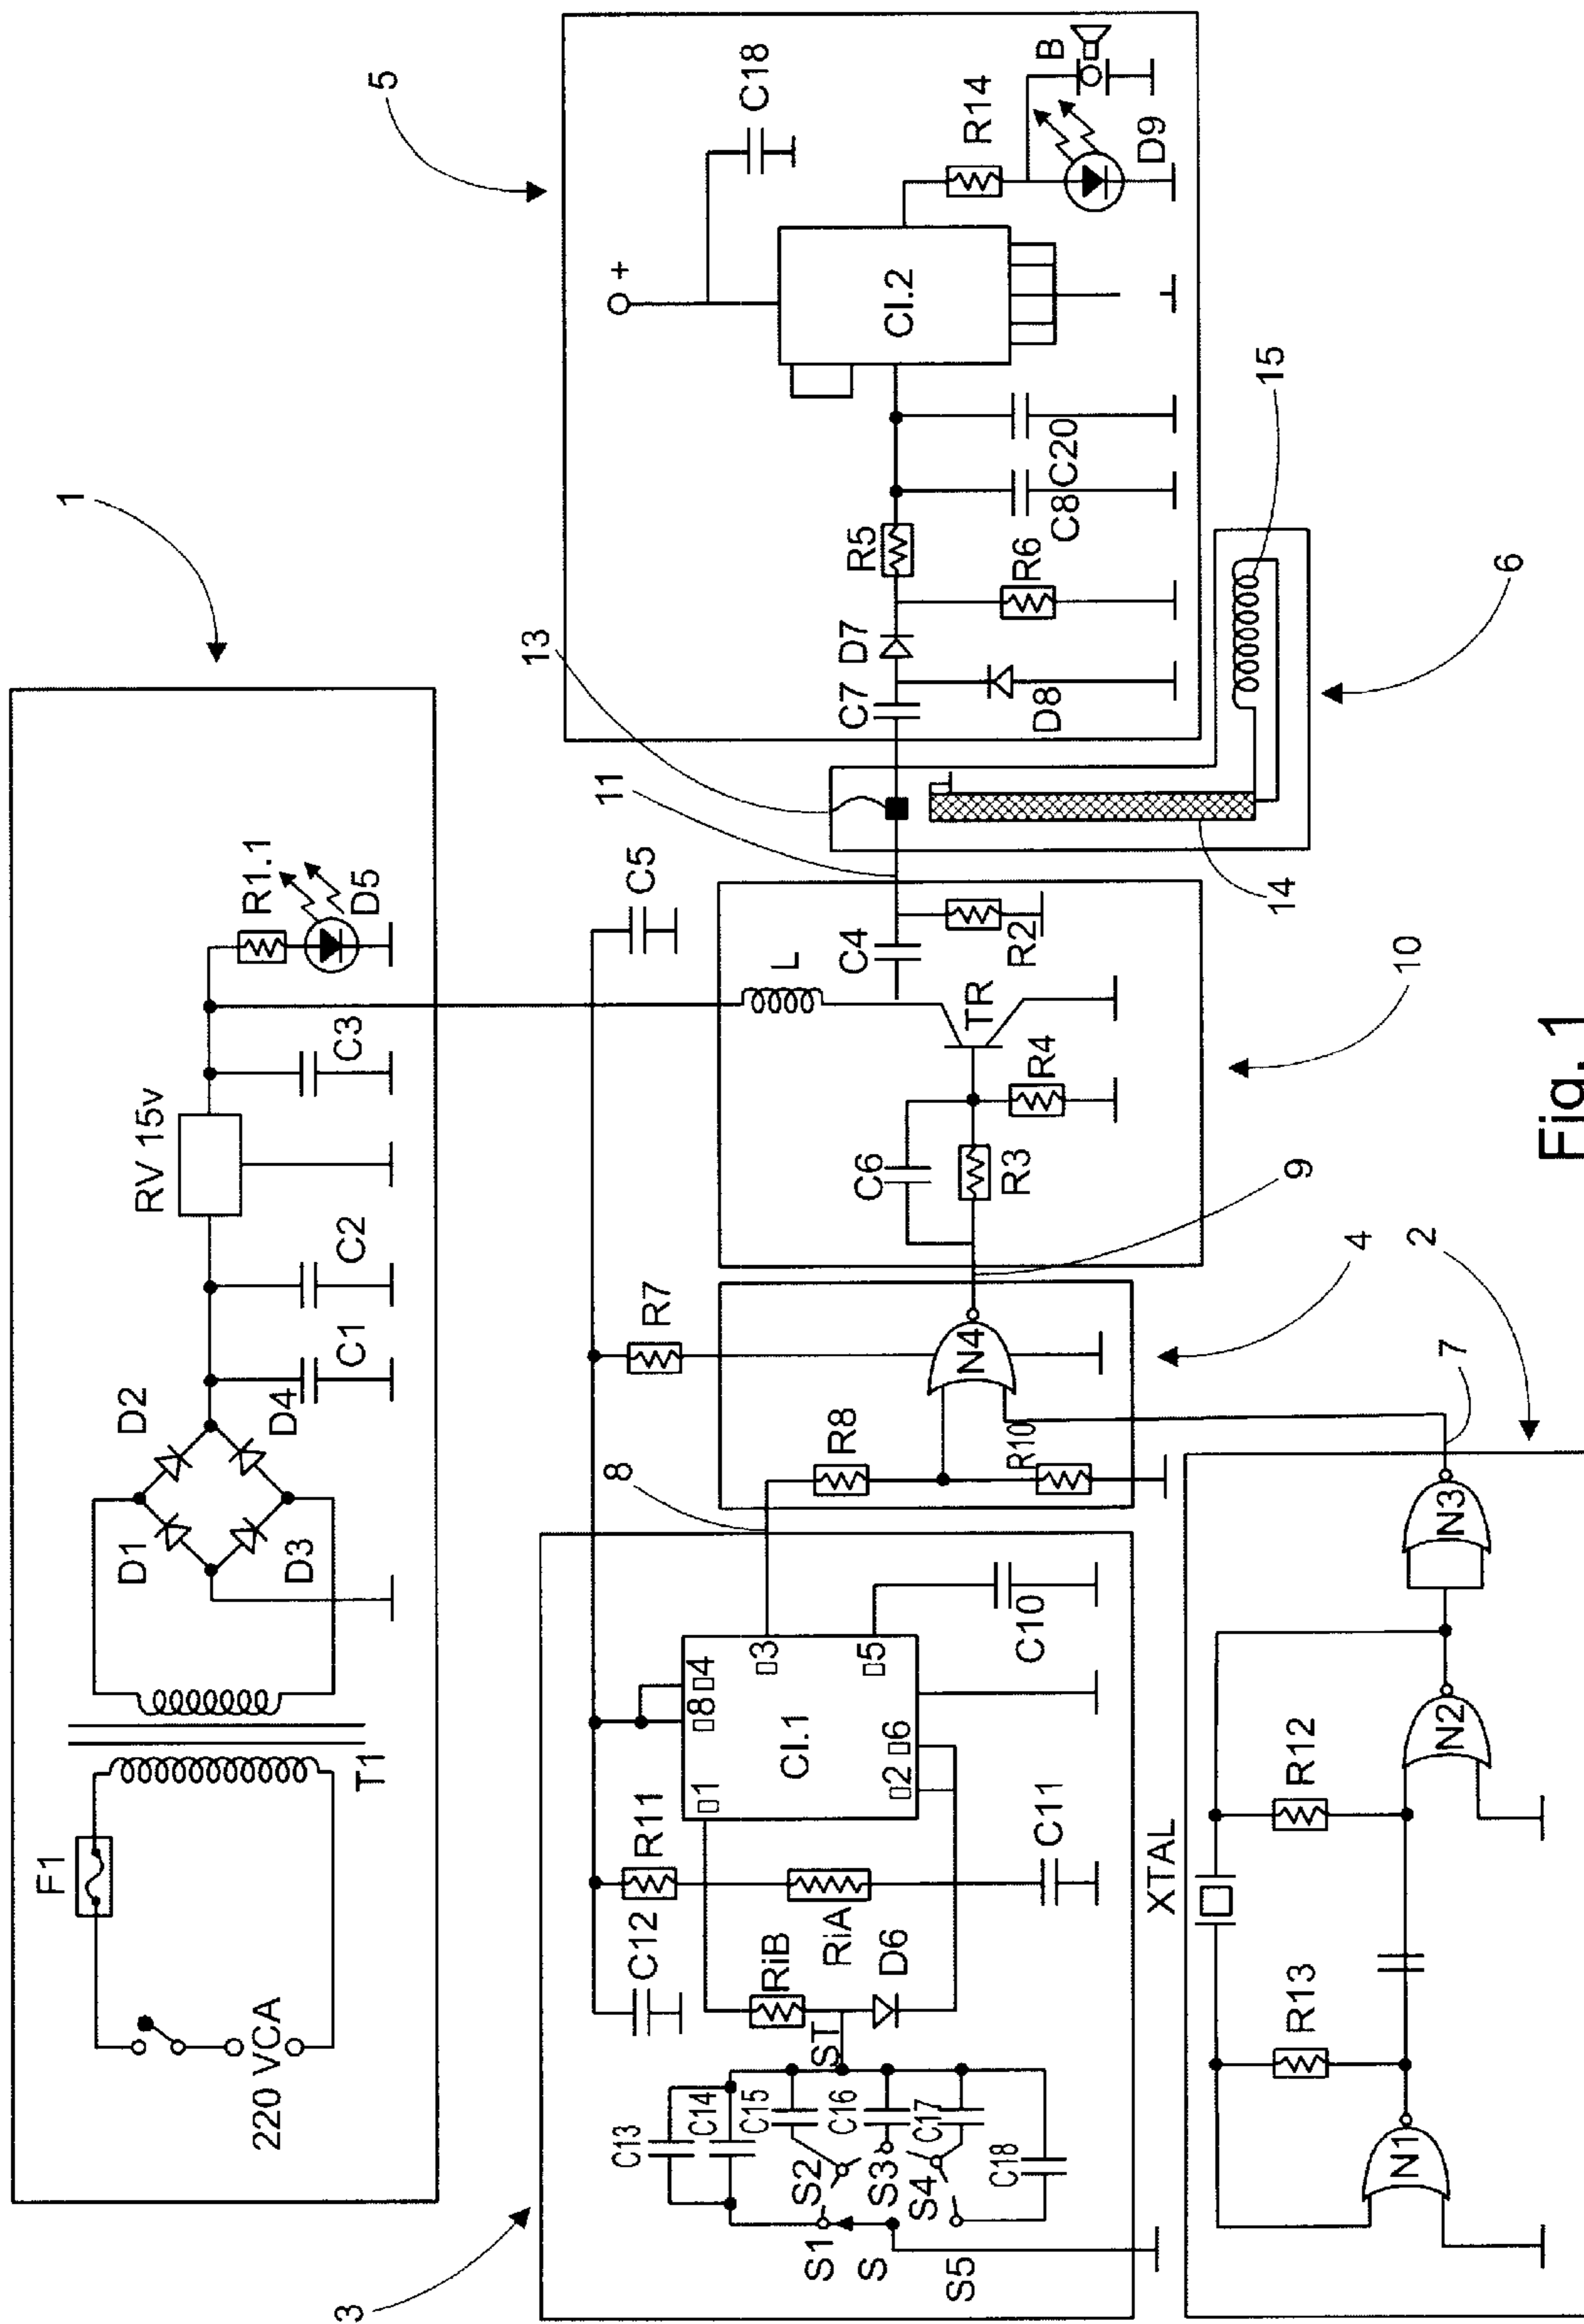 1
F1
220 VCA
T1
D1
D2
D3
D4
C1
C2
RV 15v
C3
R1.1
D5
3
C12
R11
RiB
RiA
D6
ST
C13
C14
C15
C16
C17
C18
S1
S2
S3
S4
S
S5
C11
CI.1
1
8
4
3
5
2
6
C10
8
R7
R8
R10
N4
4
9
C5
L
C4
R2
TR
C6
R3
R4
10
11
13
14
15
6
5
C7
D7
D8
R5
R6
C8
C20
CI.2
+
C18
R14
D9
B
2
7
XTAL
R13
R12
N1
N2
N3
Fig. 1